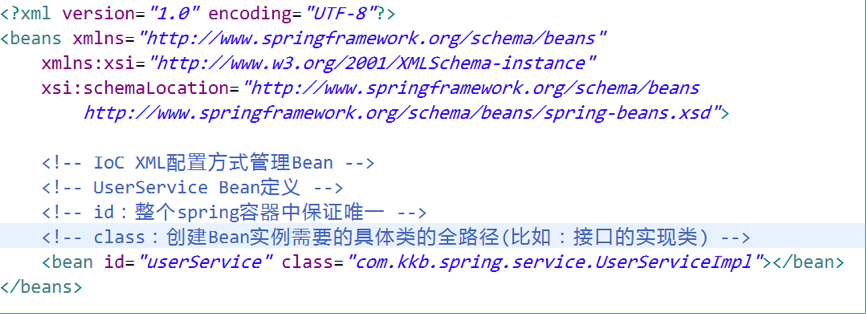 <?xml version="1.0" encoding="UTF-8"?>
<beans xmlns="http://www.springframework.org/schema/beans"
    xmlns:xsi="http://www.w3.org/2001/XMLSchema-instance"
    xsi:schemaLocation="http://www.springframework.org/schema/beans
        http://www.springframework.org/schema/beans/spring-beans.xsd">

    <!-- IoC XML配置方式管理Bean -->
    <!-- UserService Bean定义 -->
    <!-- id：整个spring容器中保证唯一 -->
    <!-- class：创建Bean实例需要的具体类的全路径(比如：接口的实现类) -->
    <bean id="userService" class="com.kkb.spring.service.UserServiceImpl"></bean>
</beans>